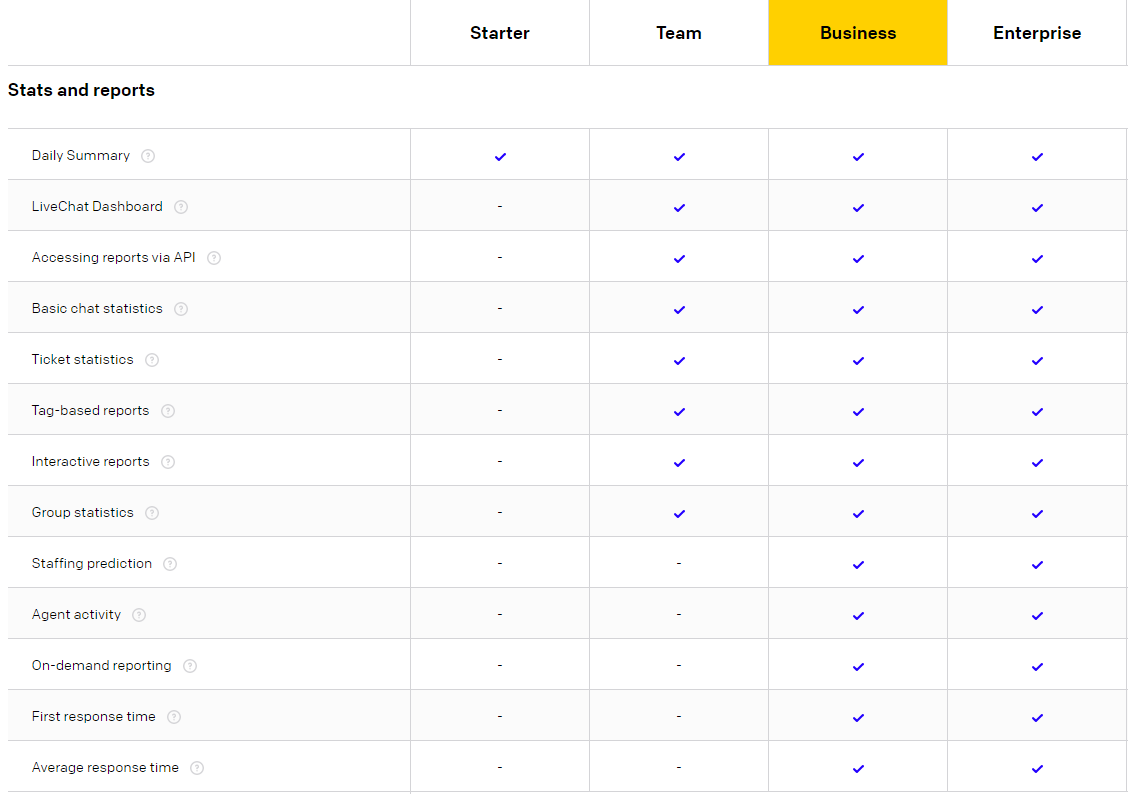 Starter Team Business Enterprise
Stats and reports
Daily Summary ?
LiveChat Dashboard ? -
Accessing reports via API ? -
Basic chat statistics ? -
Ticket statistics ? -
Tag-based reports ? -
Interactive reports ? -
Group statistics ? -
Staffing prediction ? - -
Agent activity ? - -
On-demand reporting ? - -
First response time ? - -
Average response time ? - -